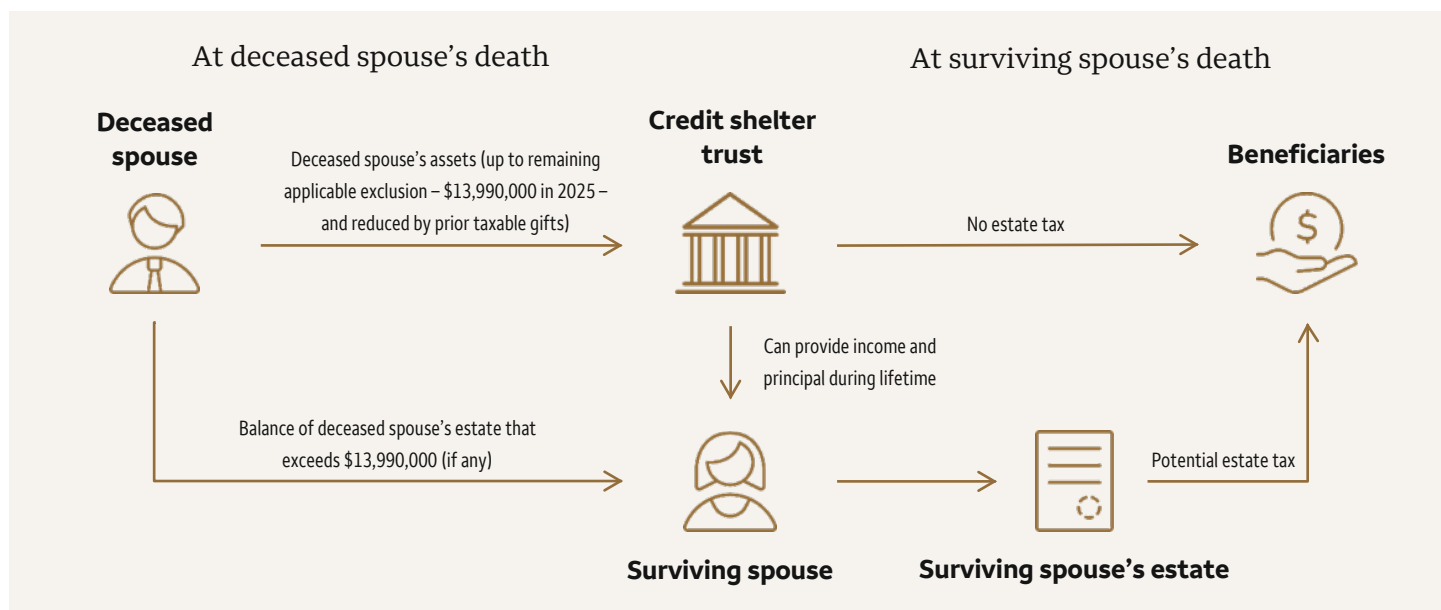 At deceased spouse’s death
At surviving spouse’s death
Deceased
spouse
Deceased spouse’s assets (up to remaining
applicable exclusion – $13,990,000 in 2025 –
and reduced by prior taxable gifts)
Credit shelter
trust
No estate tax
Beneficiaries
$
Can provide income and
principal during lifetime
Balance of deceased spouse’s estate that
exceeds $13,990,000 (if any)
Potential estate tax
Surviving spouse
Surviving spouse’s estate